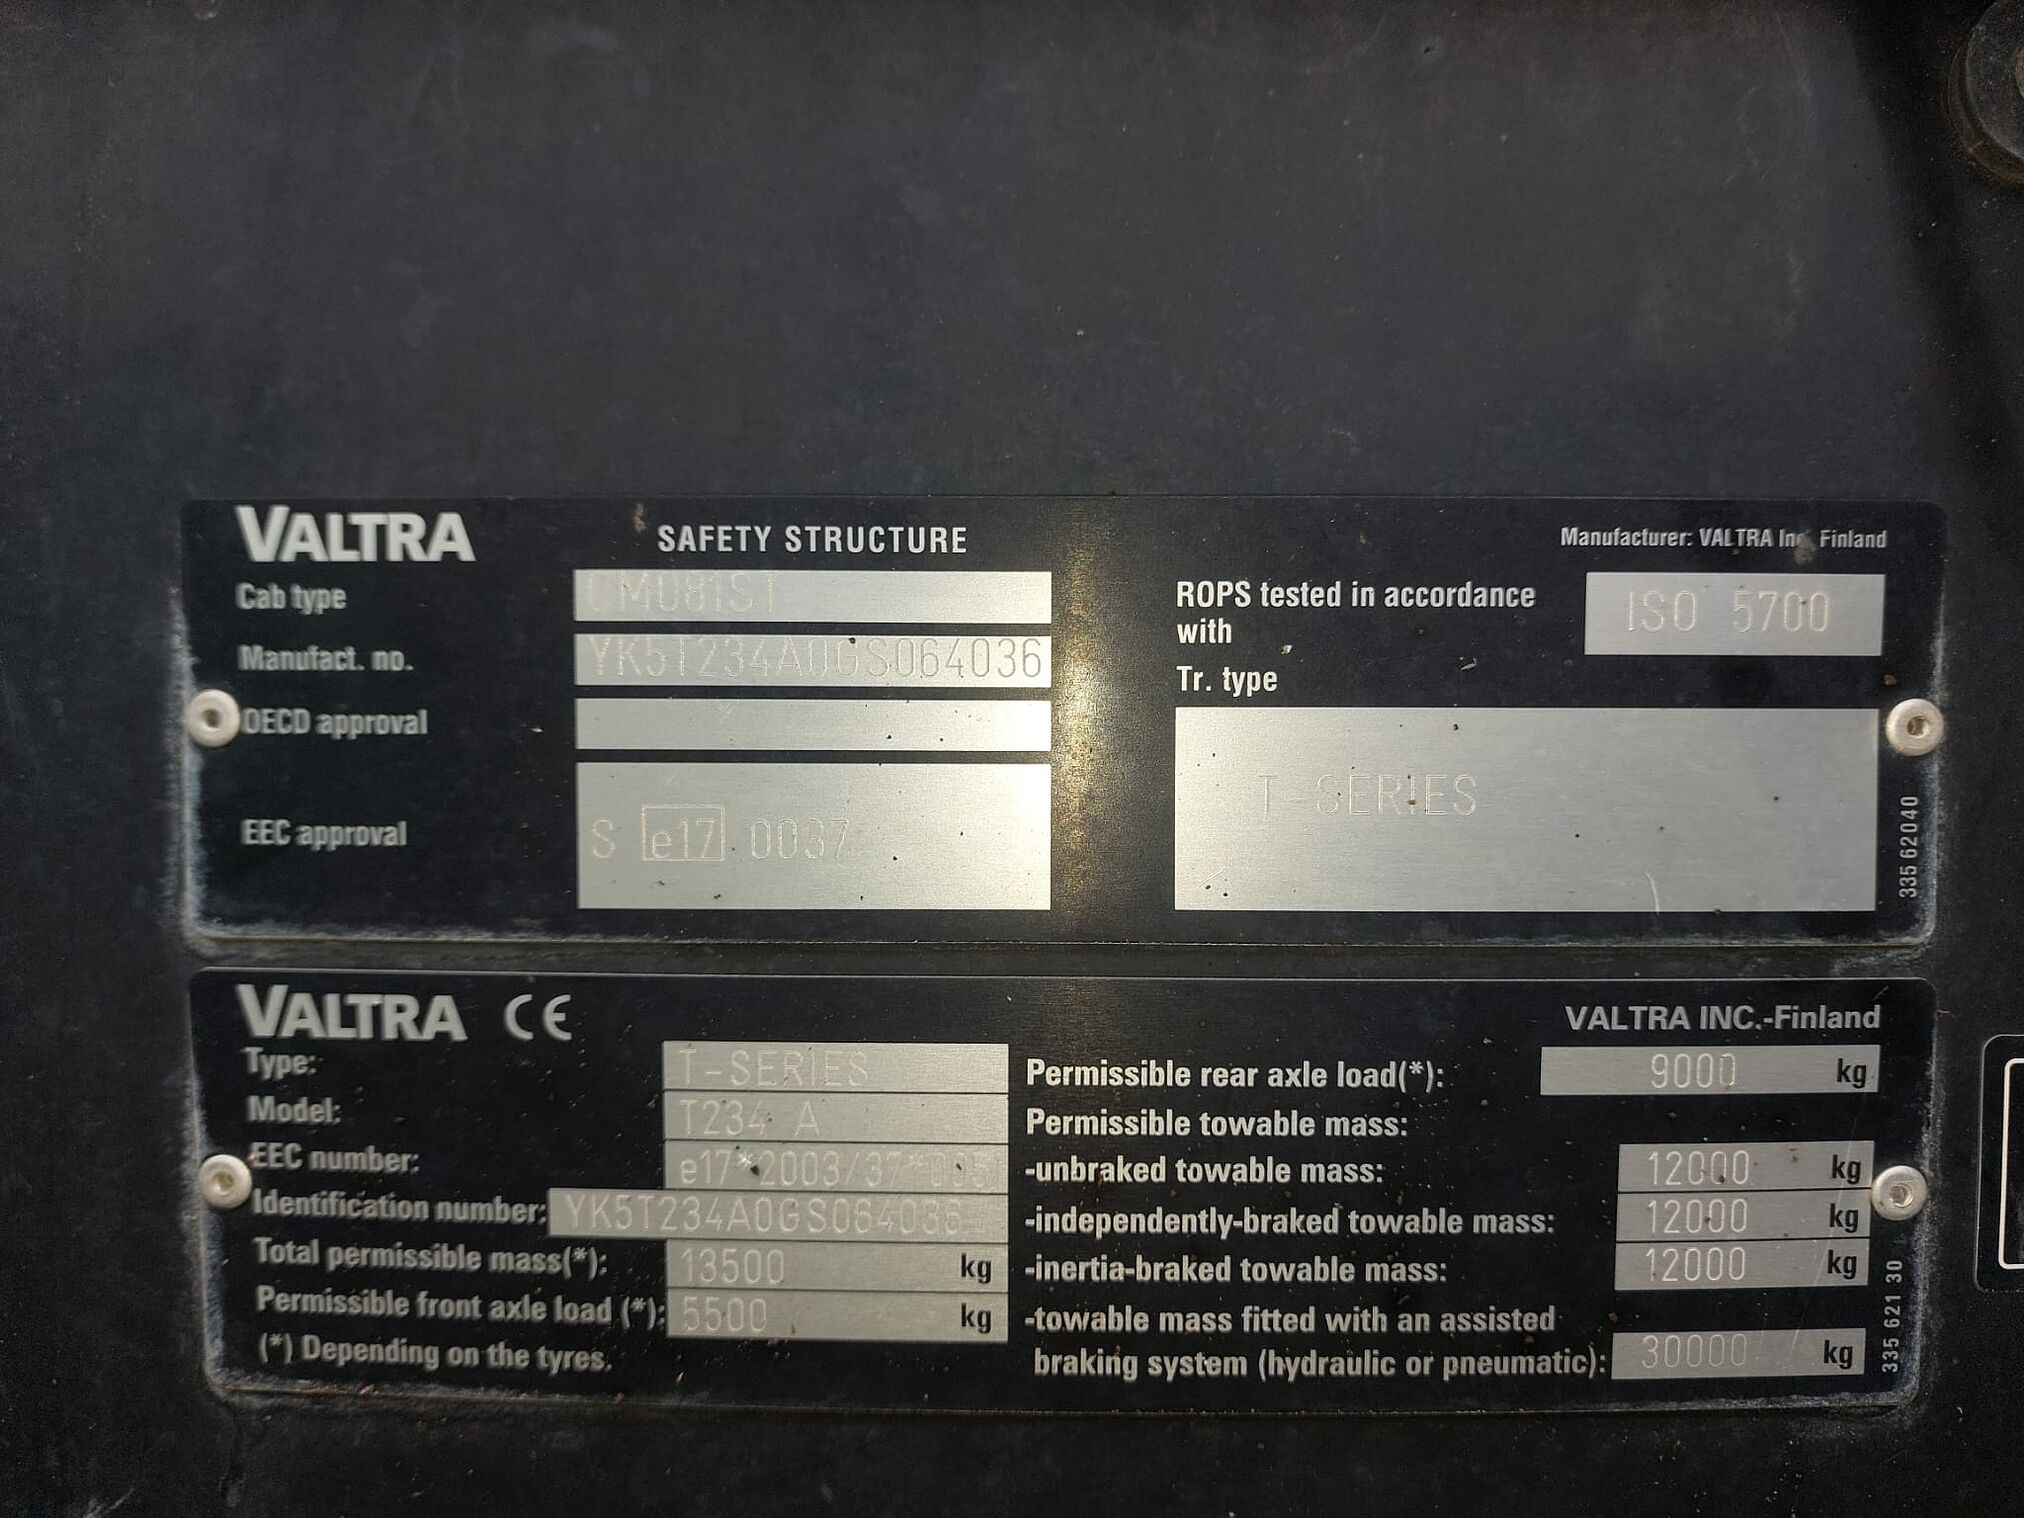 VALTRA SAFETY STRUCTURE Manufacturer: VALTRA Inc. Finland
Cab type CM081ST
Manufact. no. YK5T234A0GS064036
OECD approval
EEC approval S e17 0037
ROPS tested in accordance
with ISO 5700
Tr. type
T-SERIES
335 62040
VALTRA CE VALTRA INC.-Finland
Type: T-SERIES
Model: T234 A
EEC number: e17*2003/37*005
Identification number: YK5T234A0GS064036
Total permissible mass(*): 13500 kg
Permissible front axle load (*): 5500 kg
(*) Depending on the tyres.
Permissible rear axle load(*): 9000 kg
Permissible towable mass:
-unbraked towable mass: 12000 kg
-independently-braked towable mass: 12000 kg
-inertia-braked towable mass: 12000 kg
-towable mass fitted with an assisted
braking system (hydraulic or pneumatic): 30000 kg
335 621 30